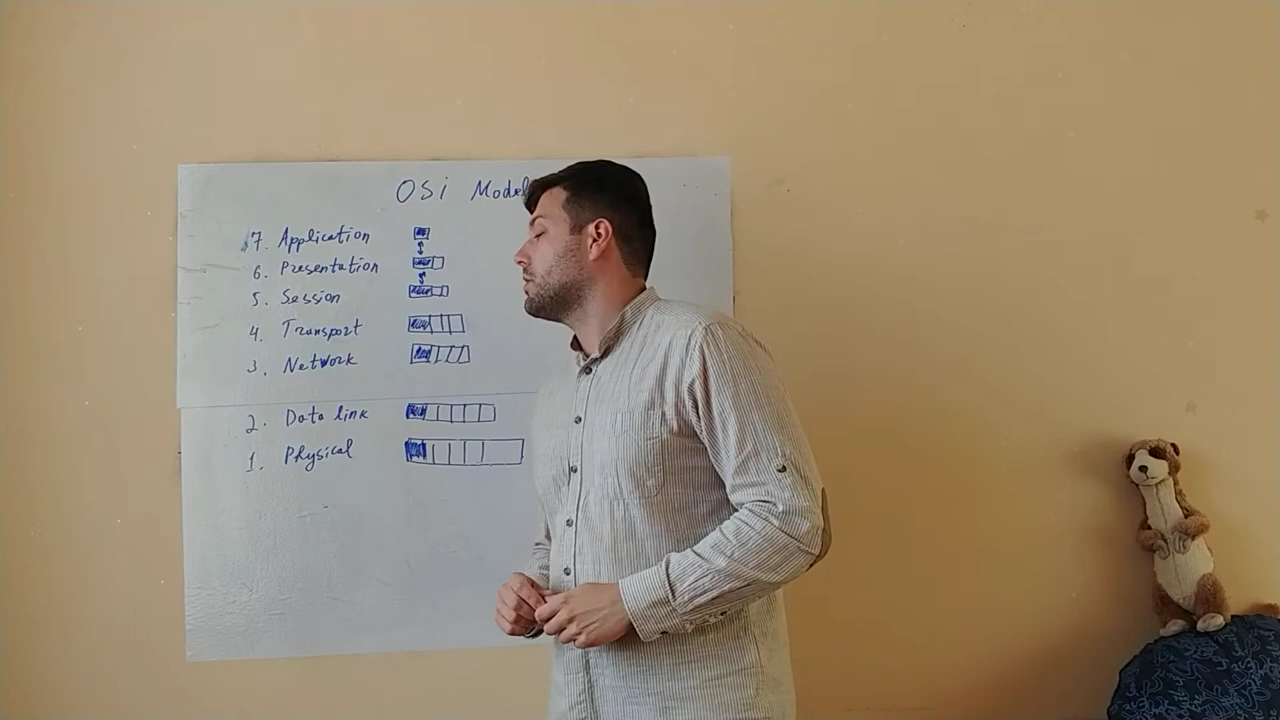 OSi Model
7. Application
6. Presentation
5. Session
4. Transport
3. Network
2. Data link
1. Physical